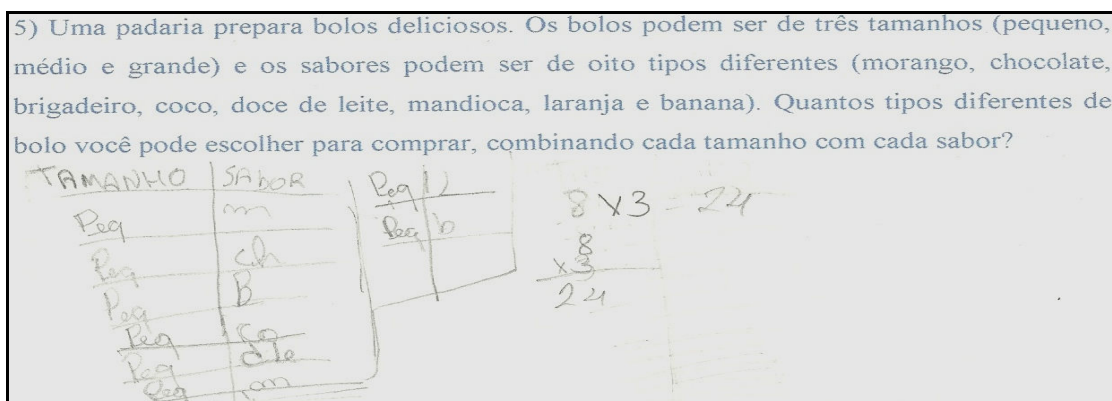 5) Uma padaria prepara bolos deliciosos. Os bolos podem ser de três tamanhos (pequeno,
médio e grande) e os sabores podem ser de oito tipos diferentes (morango, chocolate,
brigadeiro, coco, doce de leite, mandioca, laranja e banana). Quantos tipos diferentes de
bolo você pode escolher para comprar, combinando cada tamanho com cada sabor?
TAMANHO SAbOR
Peq m
Peq ch
Peq B
Peq co
Peq dle
Peq m
Peq
Peq b
8 x 3 = 24
8
x3
24